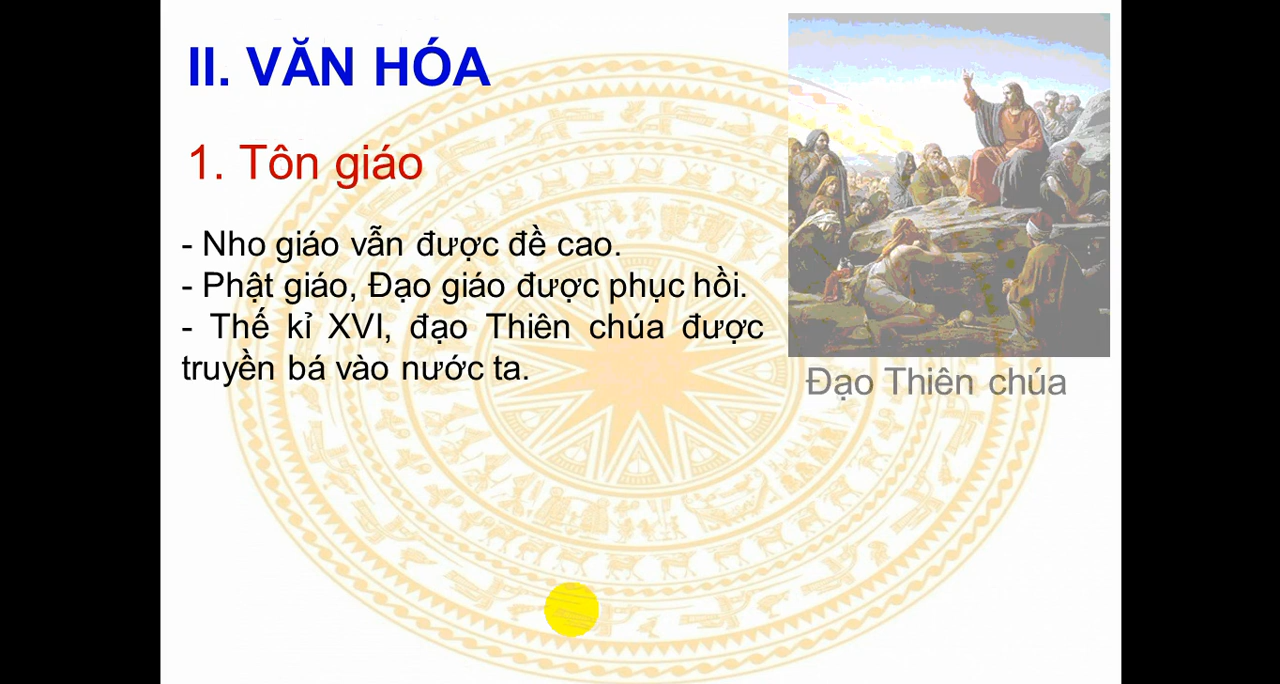 II. VĂN HÓA
1. Tôn giáo
- Nho giáo vẫn được đề cao.
- Phật giáo, Đạo giáo được phục hồi.
- Thế kỉ XVI, đạo Thiên chúa được
truyền bá vào nước ta.
Đạo Thiên chúa